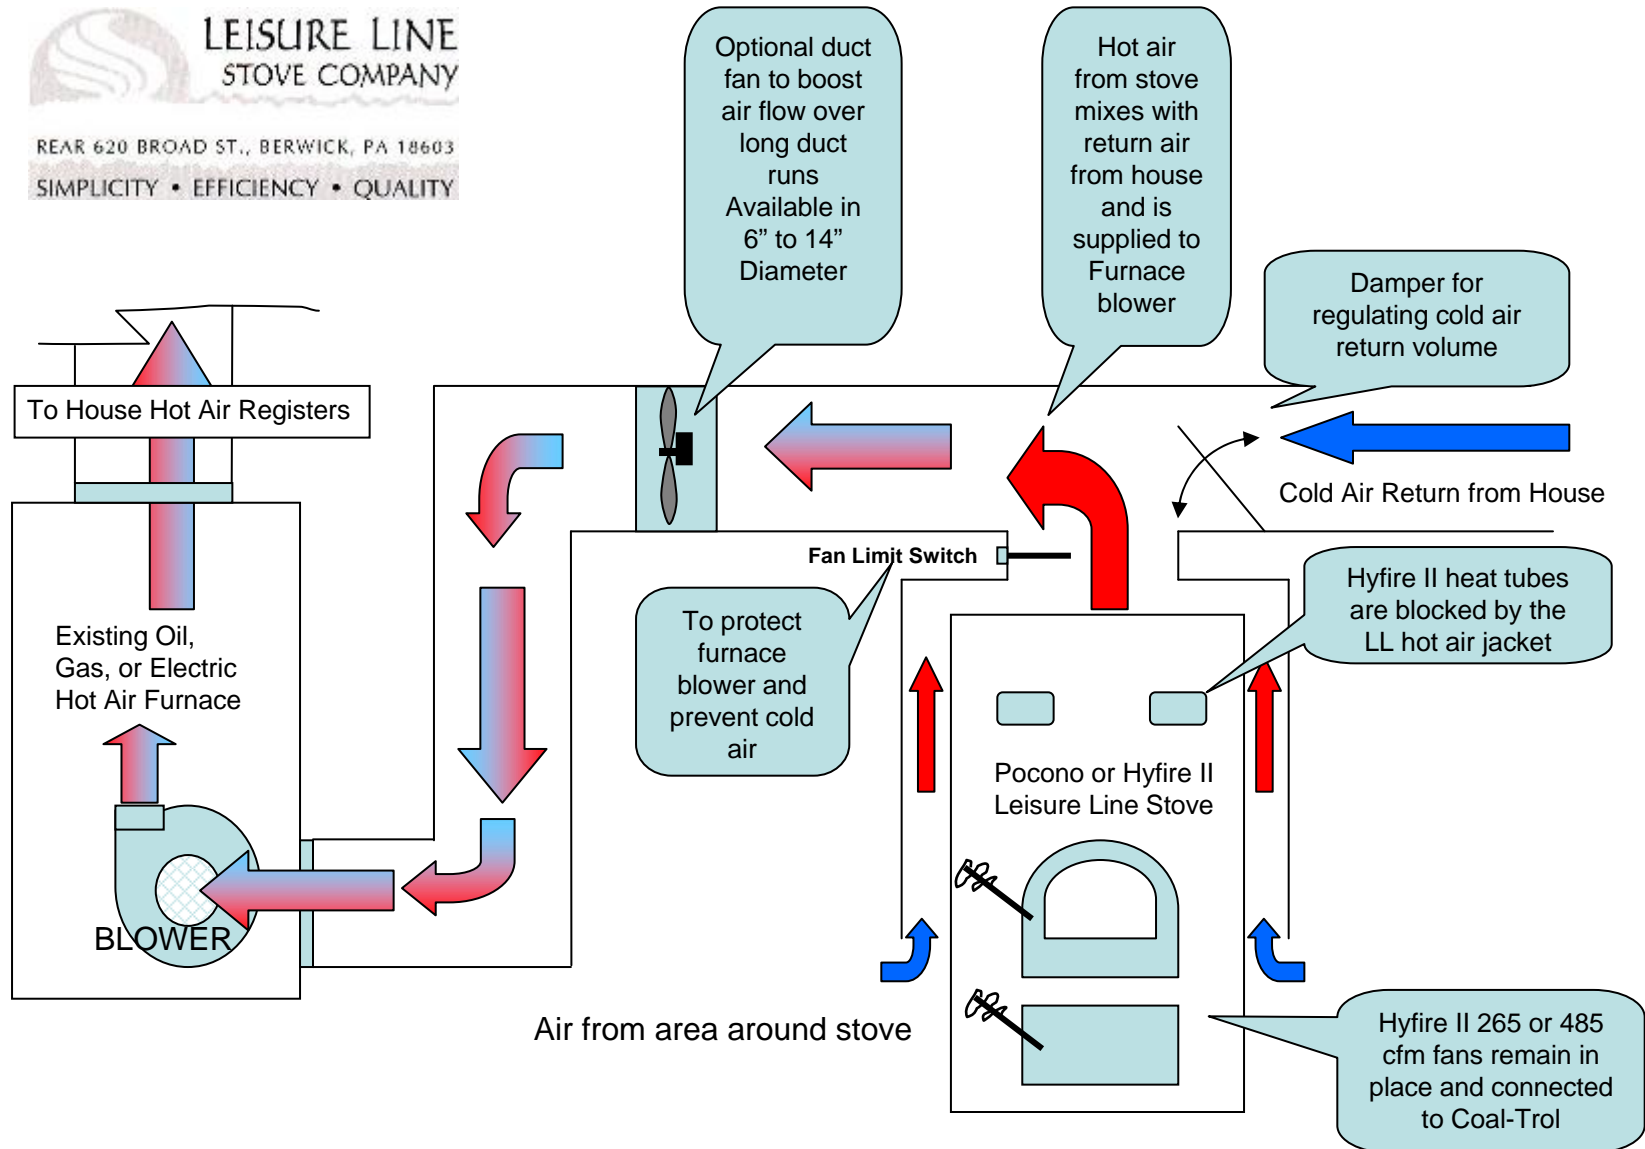 LEISURE LINE
STOVE COMPANY
REAR 620 BROAD ST., BERWICK, PA 18603
SIMPLICITY • EFFICIENCY • QUALITY
Optional duct
fan to boost
air flow over
long duct
runs
Available in
6” to 14”
Diameter
Hot air
from stove
mixes with
return air
from house
and is
supplied to
Furnace
blower
Damper for
regulating cold air
return volume
To House Hot Air Registers
Cold Air Return from House
Fan Limit Switch
Hyfire II heat tubes
are blocked by the
LL hot air jacket
To protect
furnace
blower and
prevent cold
air
Existing Oil,
Gas, or Electric
Hot Air Furnace
Pocono or Hyfire II
Leisure Line Stove
BLOWER
Air from area around stove
Hyfire II 265 or 485
cfm fans remain in
place and connected
to Coal-Trol